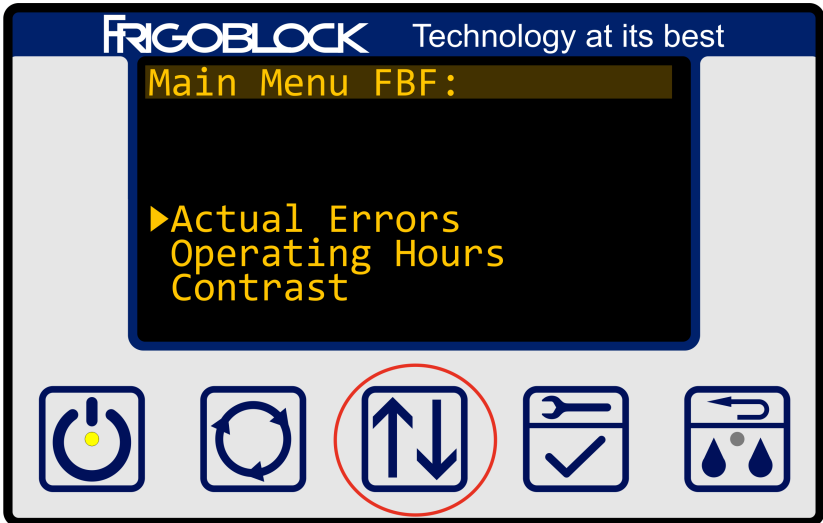 FRIGOBLOCK Technology at its best
Main Menu FBF:
▶Actual Errors
Operating Hours
Contrast